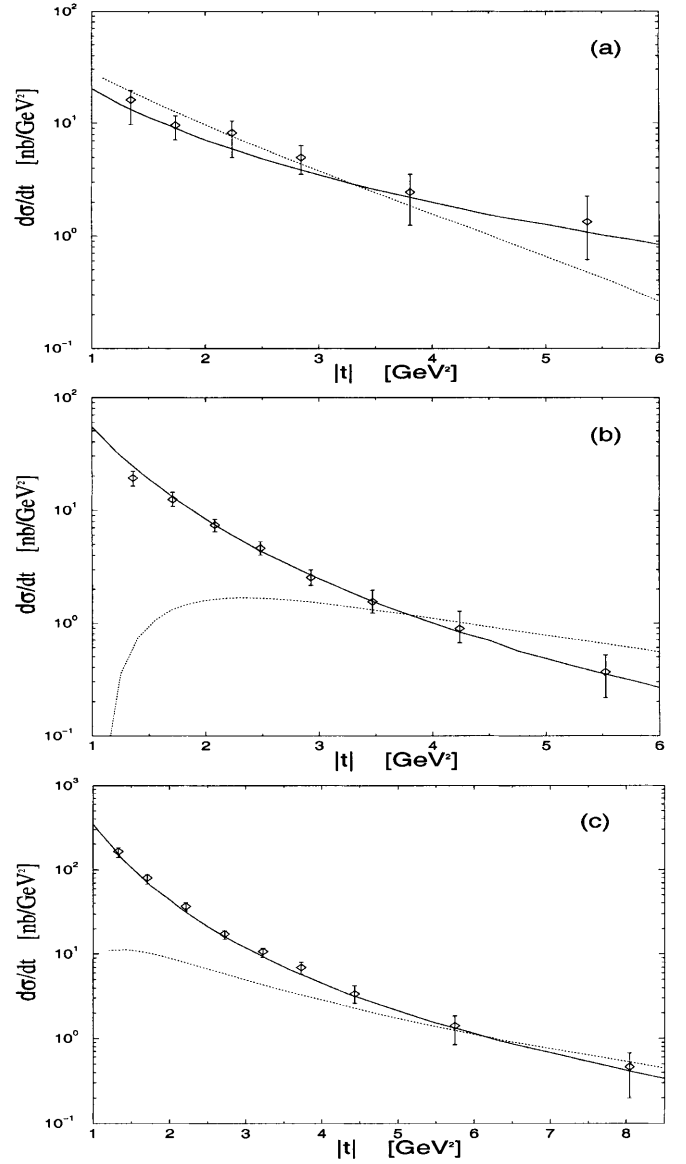 10²
(a)
10¹
dσ/dt [nb/GeV²]
10⁰
10⁻¹
1 2 3 4 5 6
|t| [GeV²]
10²
(b)
10¹
dσ/dt [nb/GeV²]
10⁰
10⁻¹
1 2 3 4 5 6
|t| [GeV²]
10³
(c)
10²
dσ/dt [nb/GeV²]
10¹
10⁰
10⁻¹
1 2 3 4 5 6 7 8
|t| [GeV²]